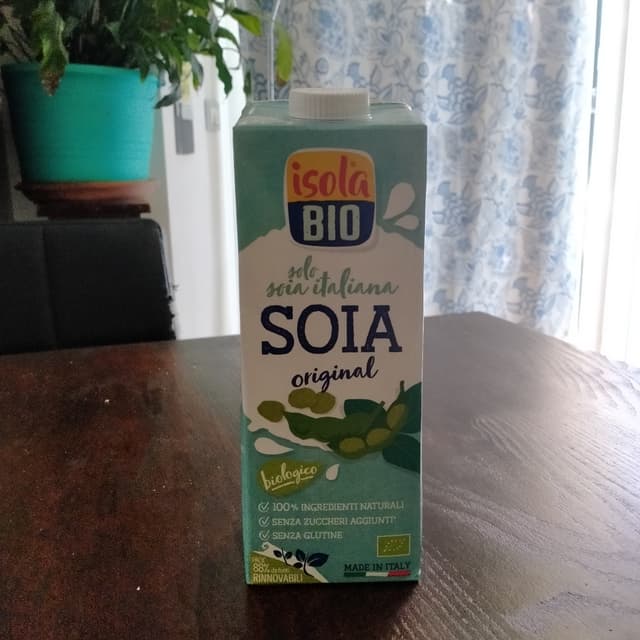 isola
BIO
solo
soia italiana
SOIA
original
biologico
100% INGREDIENTI NATURALI
SENZA ZUCCHERI AGGIUNTI
SENZA GLUTINE
88%
RINNOVABILI
MADE IN ITALY